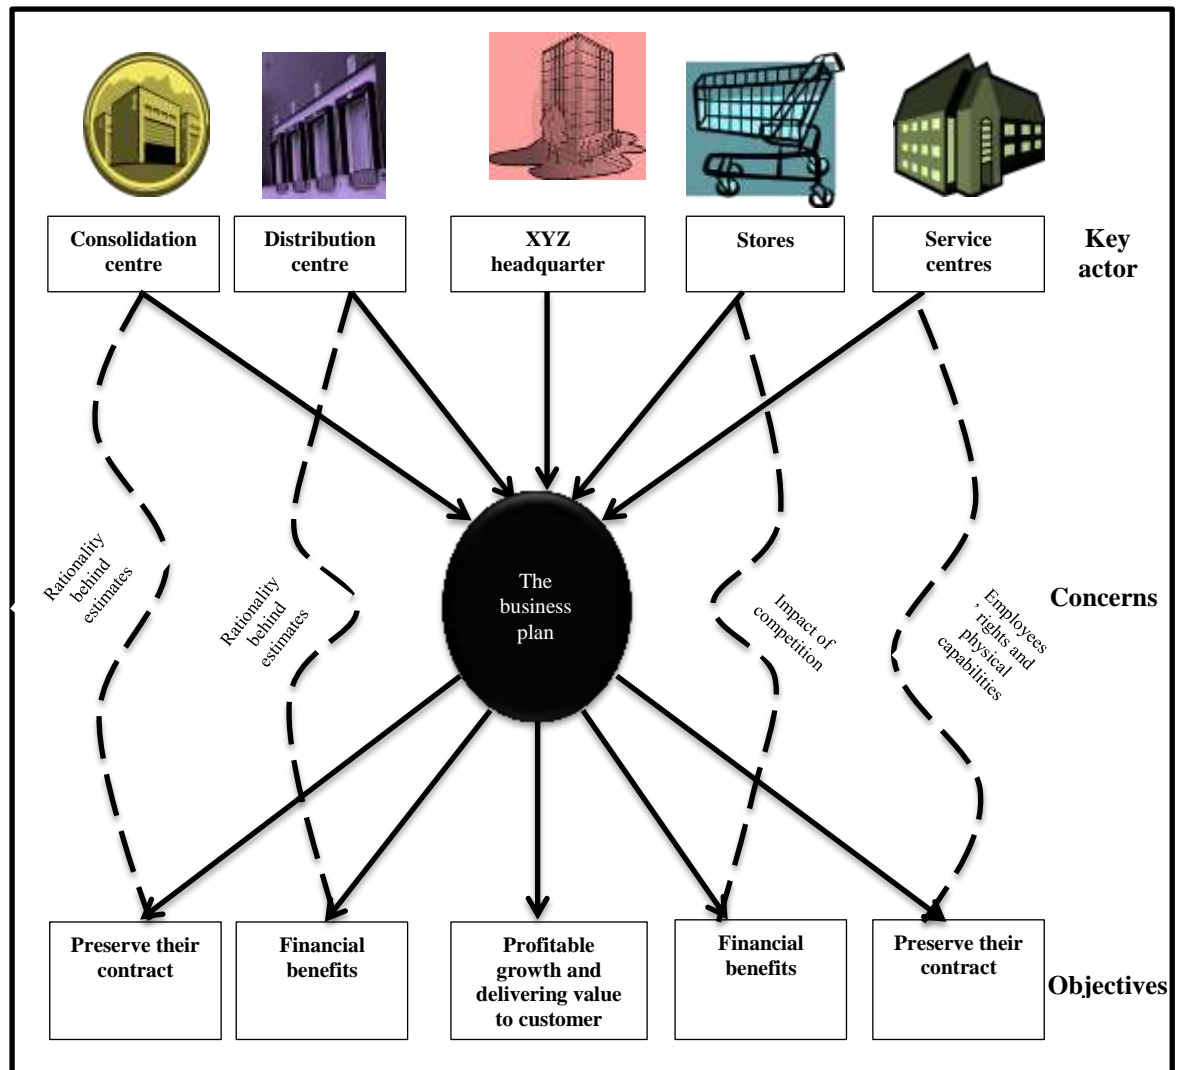 Consolidation
centre
Distribution
centre
XYZ
headquarter
Stores
Service
centres
Key
actor
Rationality
behind
estimates
Rationality
behind
estimates
The
business
plan
Impact of
competition
Employees
, rights and
physical
capabilities
Concerns
Preserve their
contract
Financial
benefits
Profitable
growth and
delivering value
to customer
Financial
benefits
Preserve their
contract
Objectives